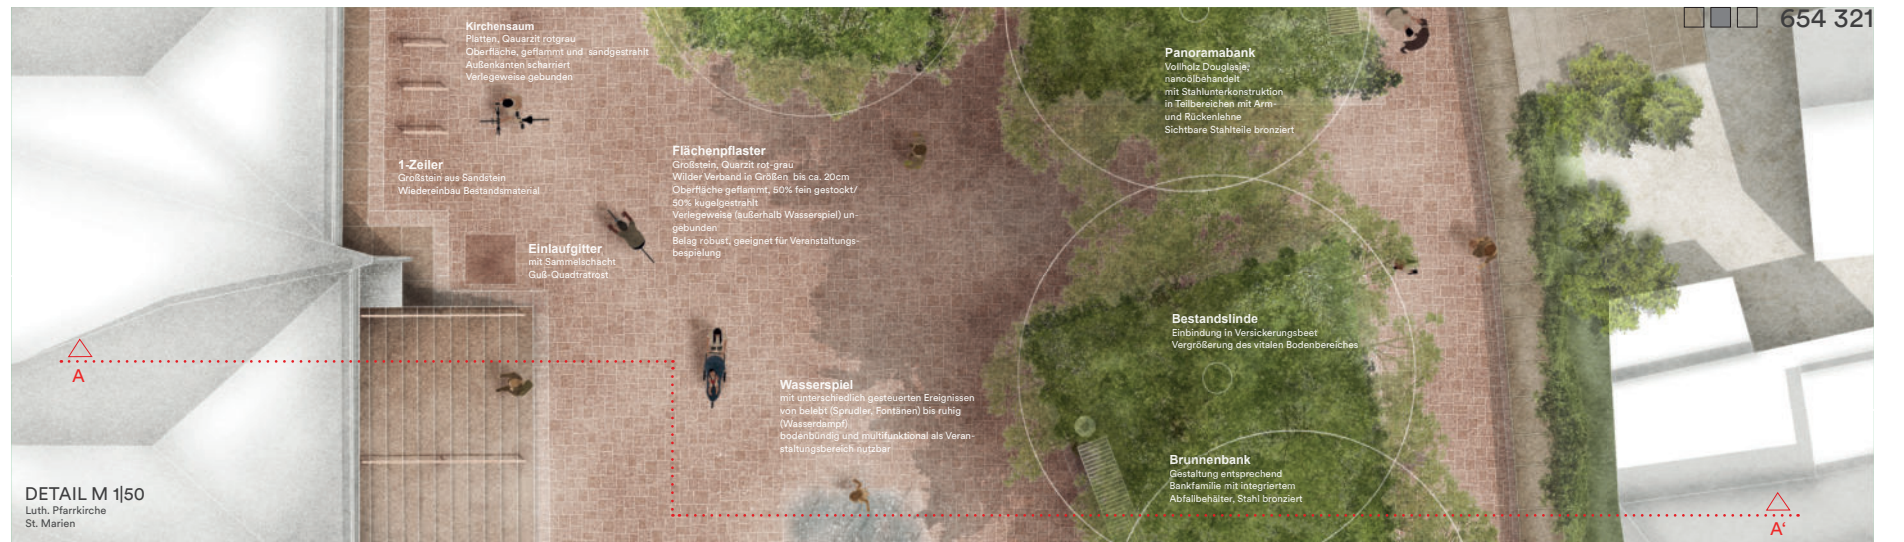 654 321
Kirchensaum
Platten, Qauarzit rotgrau
Oberfläche, geflammt und sandgestrahlt
Außenkanten scharriert
Verlegeweise gebunden
Panoramabank
Vollholz Douglasie,
nanoölbehandelt
mit Stahlunterkonstruktion
in Teilbereichen mit Arm-
und Rückenlehne
Sichtbare Stahlteile bronziert
1-Zeiler
Großstein aus Sandstein
Wiedereinbau Bestandsmaterial
Flächenpflaster
Großstein, Quarzit rot-grau
Wilder Verband in Größen bis ca. 20cm
Oberfläche geflammt, 50% fein gestockt/
50% kugelgestrahlt
Verlegeweise (außerhalb Wasserspiel) un-
gebunden
Belag robust, geeignet für Veranstaltungs-
bespielung
Einlaufgitter
mit Sammelschacht
Guß-Quadtratrost
Bestandslinde
Einbindung in Versickerungsbeet
Vergrößerung des vitalen Bodenbereiches
A
Wasserspiel
mit unterschiedlich gesteuerten Ereignissen
von belebt (Sprudler, Fontänen) bis ruhig
(Wasserdampf)
bodenbündig und multifunktional als Veran-
staltungsbereich nutzbar
Brunnenbank
Gestaltung entsprechend
Bankfamilie mit integriertem
Abfallbehälter, Stahl bronziert
DETAIL M 1|50
Luth. Pfarrkirche
St. Marien
A‘